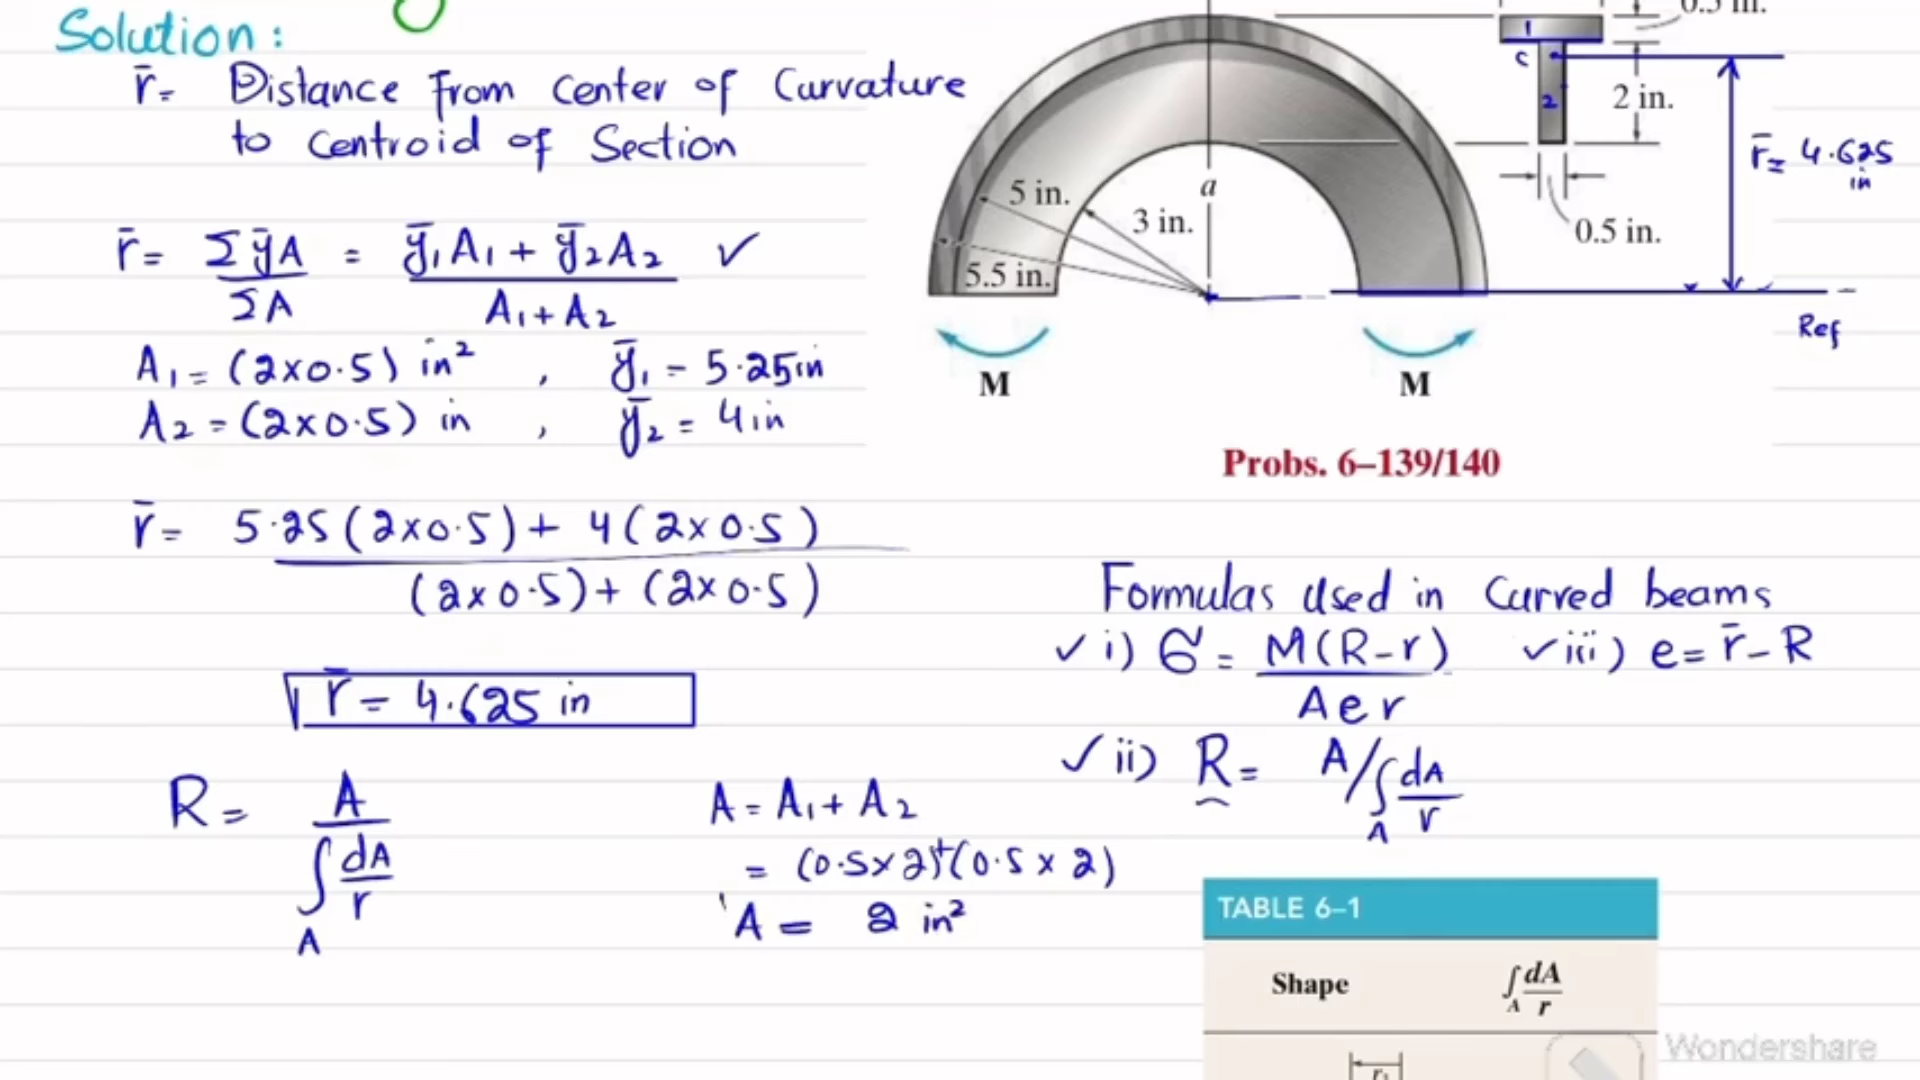 Solution:
r̄= Distance from Center of Curvature
to Centroid of Section
r̄= ΣȳA / ΣA = ȳ₁A₁ + ȳ₂A₂ / A₁+A₂ ✓
A₁= (2x0.5) in² , ȳ₁ = 5.25in
A₂ = (2x0.5) in , ȳ₂ = 4in
r̄= 5.25(2x0.5)+ 4(2x0.5) / (2x0.5)+(2x0.5)
r̄= 4.625 in
R= A / ∫A dA/r
A= A₁+A₂
= (0.5x2)+(0.5x2)
A= 2 in²
1
c
2
2 in.
0.5 in.
r̄= 4.625
in
Ref
a
5 in.
3 in.
5.5 in.
M
M
Probs. 6–139/140
Formulas used in Curved beams
✓ i) σ = M(R-r) / Aer ✓ iii) e= r̄-R
✓ ii) R= A/∫A dA/r
TABLE 6–1
Shape ∫A dA/r
r₁
Wondershare